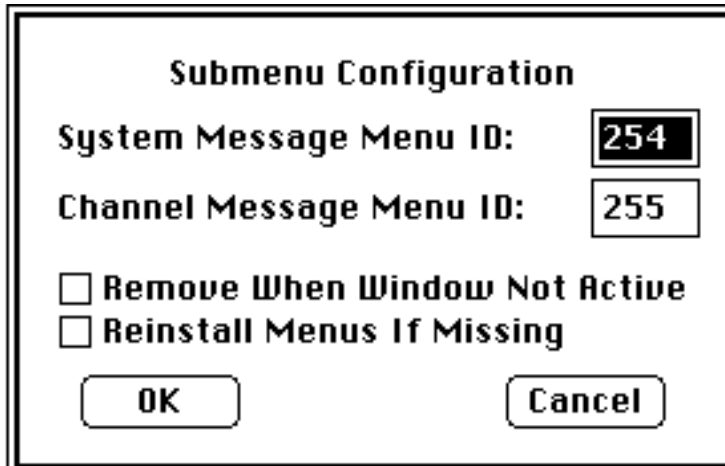 Submenu Configuration
System Message Menu ID: 254
Channel Message Menu ID: 255
Remove When Window Not Active
Reinstall Menus If Missing
OK Cancel